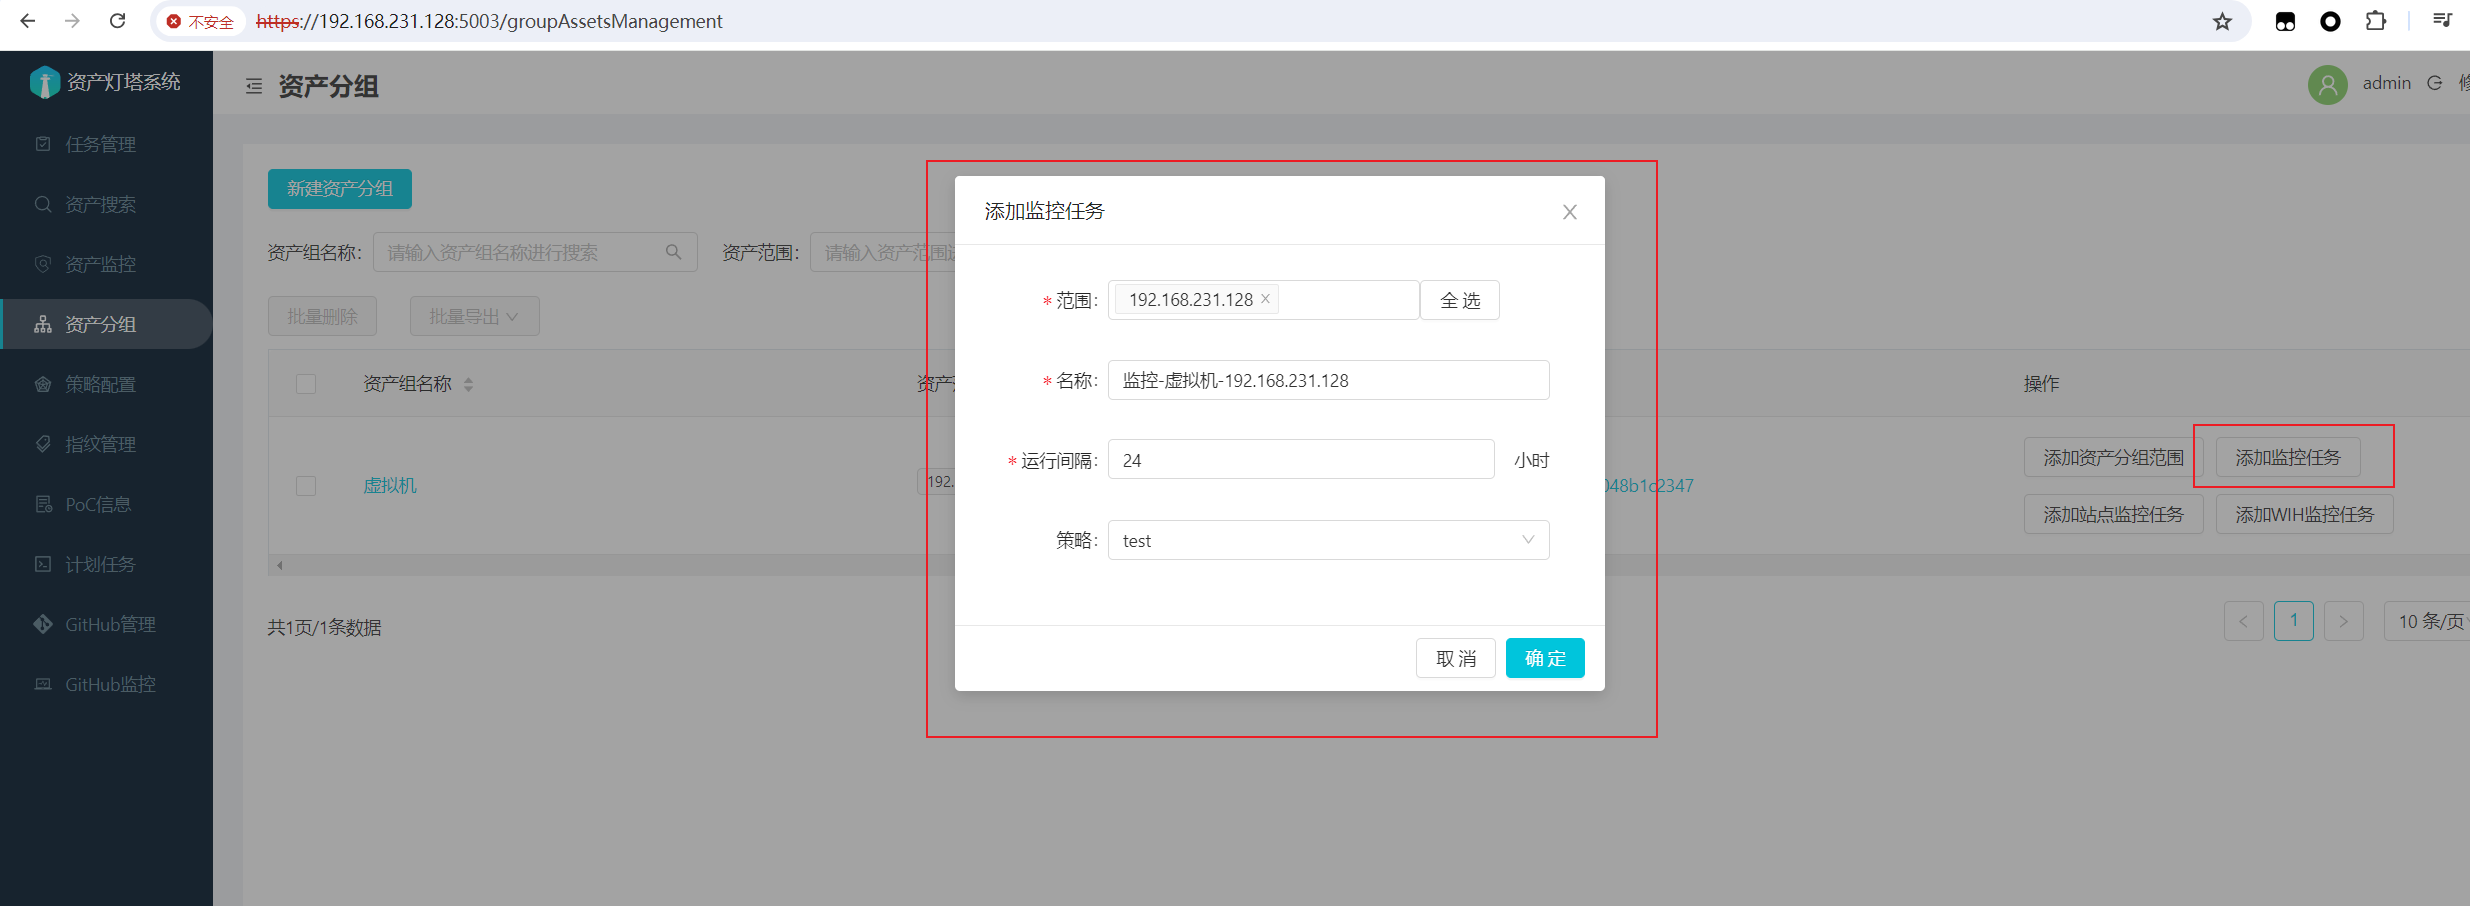 不安全 https://192.168.231.128:5003/groupAssetsManagement
资产灯塔系统
资产分组
admin
任务管理
资产搜索
资产监控
资产分组
策略配置
指纹管理
PoC信息
计划任务
GitHub管理
GitHub监控
新建资产分组
资产组名称: 请输入资产组名称进行搜索 资产范围: 请输入资产范围
批量删除 批量导出
资产组名称 资产 操作
虚拟机 192. 048b1c2347
添加资产分组范围 添加监控任务
添加站点监控任务 添加WIH监控任务
共1页/1条数据
1 10 条/页
添加监控任务
* 范围: 192.168.231.128 全 选
* 名称: 监控-虚拟机-192.168.231.128
* 运行间隔: 24 小时
策略: test
取 消 确 定